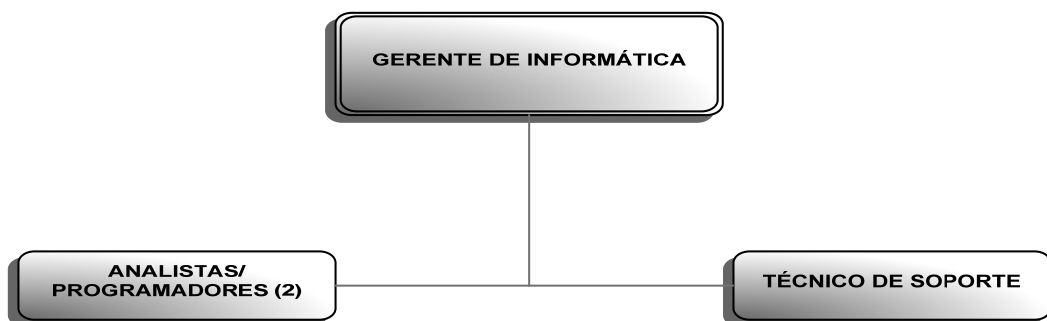 GERENTE DE INFORMÁTICA
ANALISTAS/
PROGRAMADORES (2)
TÉCNICO DE SOPORTE